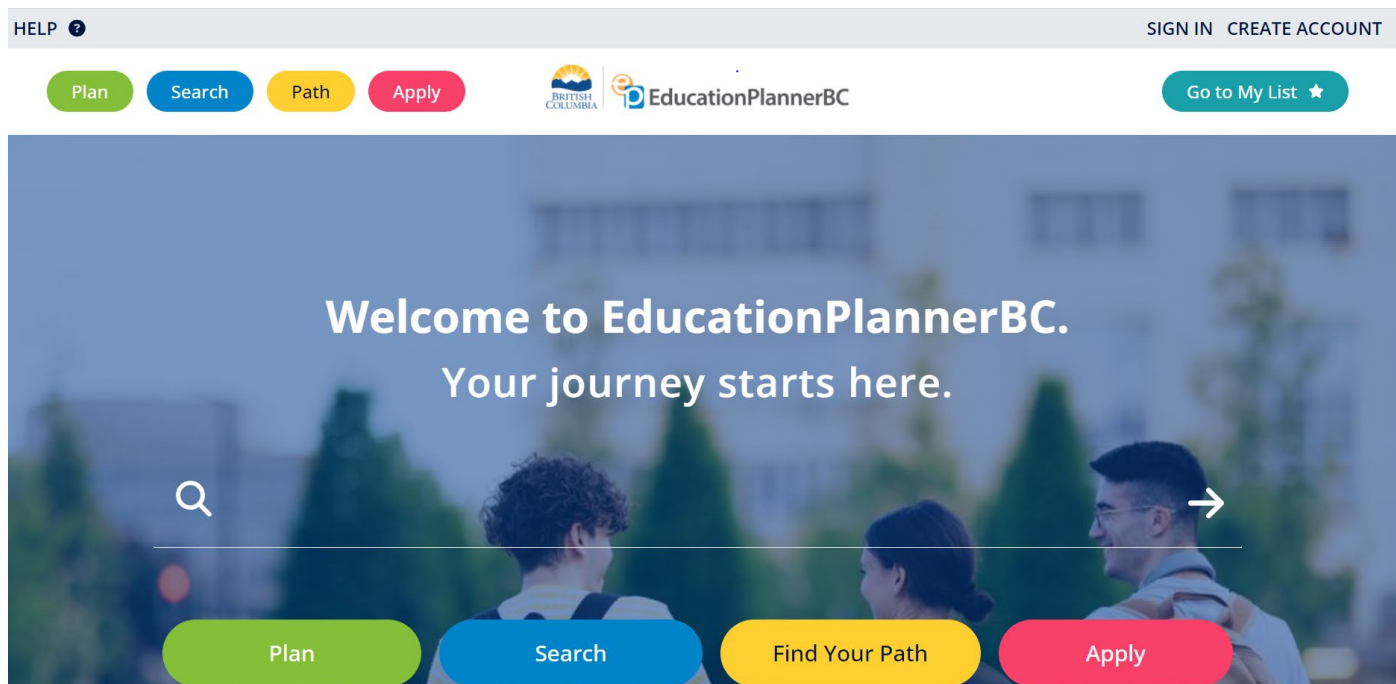 HELP ?
SIGN IN CREATE ACCOUNT
Plan Search Path Apply
BRITISH
COLUMBIA
ep EducationPlannerBC
Go to My List
Welcome to EducationPlannerBC.
Your journey starts here.
Plan Search Find Your Path Apply